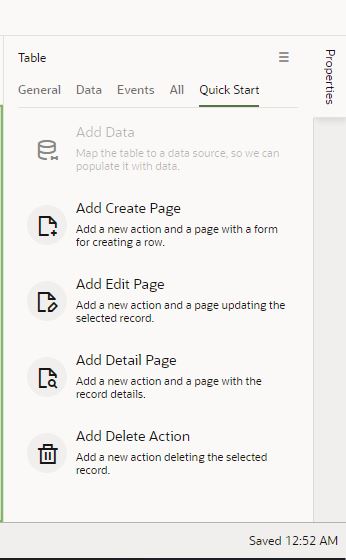 Table
Properties
General Data Events All Quick Start
Add Data
Map the table to a data source, so we can
populate it with data.
Add Create Page
Add a new action and a page with a form
for creating a row.
Add Edit Page
Add a new action and a page updating the
selected record.
Add Detail Page
Add a new action and a page with the
record details.
Add Delete Action
Add a new action deleting the selected
record.
Saved 12:52 AM